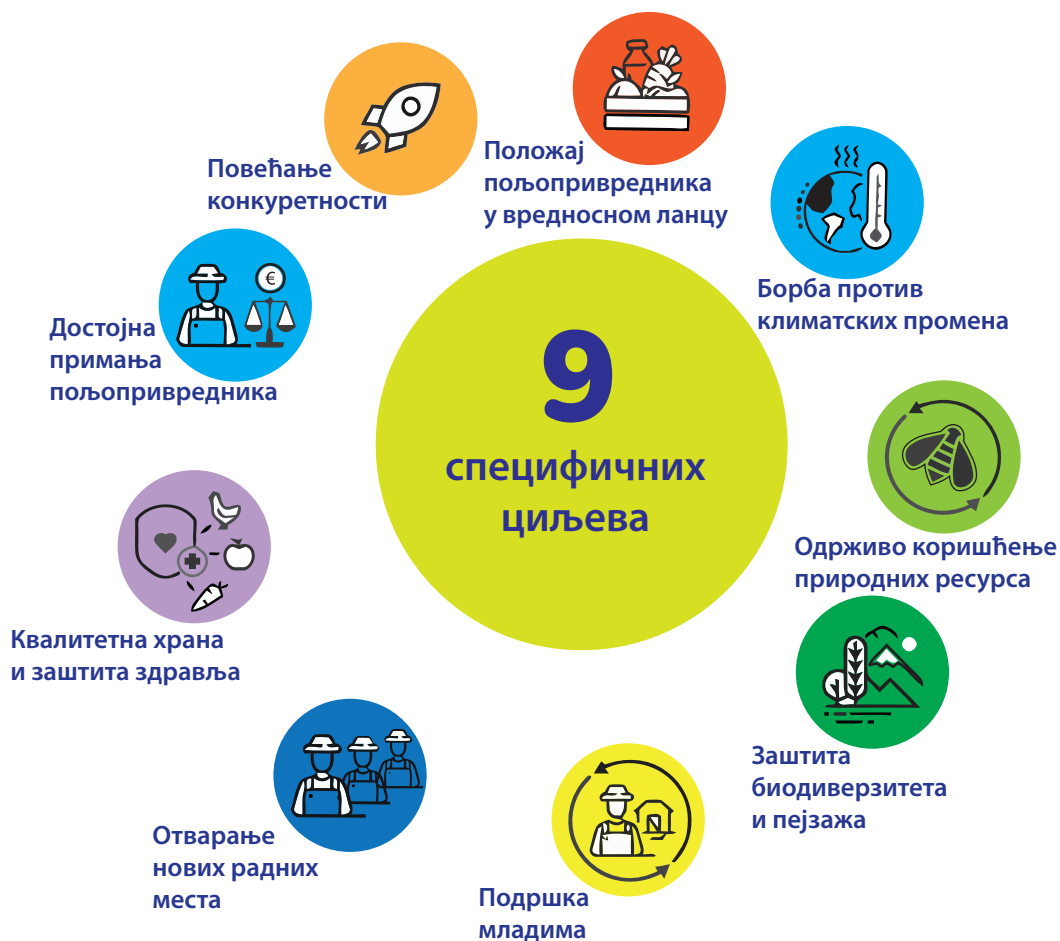 Повећање
конкуретности
Положај
пољопривредника
у вредносном ланцу
Борба против
климатских промена
Достојна
примања
пољопривредника
9
специфичних
циљева
Одрживо коришћење
природних ресурса
Квалитетна храна
и заштита здравља
Заштита
биодиверзитета
и пејзажа
Отварање
нових радних
места
Подршка
младима
€